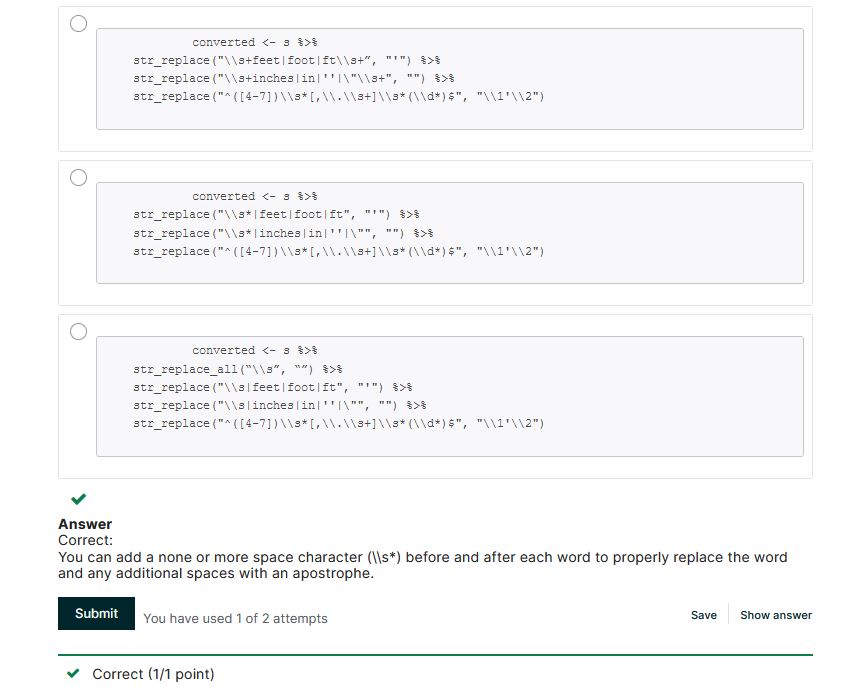 converted <- s %>%
str_replace("\\s+feet|foot|ft\\s+”, "'") %>%
str_replace("\\s+inches|in|''|\"\\s+", "") %>%
str_replace("^([4-7])\\s*[,\\.\\s+]\\s*(\\d*)$", "\\1'\\2")
converted <- s %>%
str_replace("\\s*|feet|foot|ft", "'") %>%
str_replace("\\s*|inches|in|''|\"", "") %>%
str_replace("^([4-7])\\s*[,\\.\\s+]\\s*(\\d*)$", "\\1'\\2")
converted <- s %>%
str_replace_all(“\\s”, “”) %>%
str_replace("\\s|feet|foot|ft", "'") %>%
str_replace("\\s|inches|in|''|\"", "") %>%
str_replace("^([4-7])\\s*[,\\.\\s+]\\s*(\\d*)$", "\\1'\\2")
Answer
Correct:
You can add a none or more space character (\\s*) before and after each word to properly replace the word
and any additional spaces with an apostrophe.
Submit You have used 1 of 2 attempts Save Show answer
Correct (1/1 point)